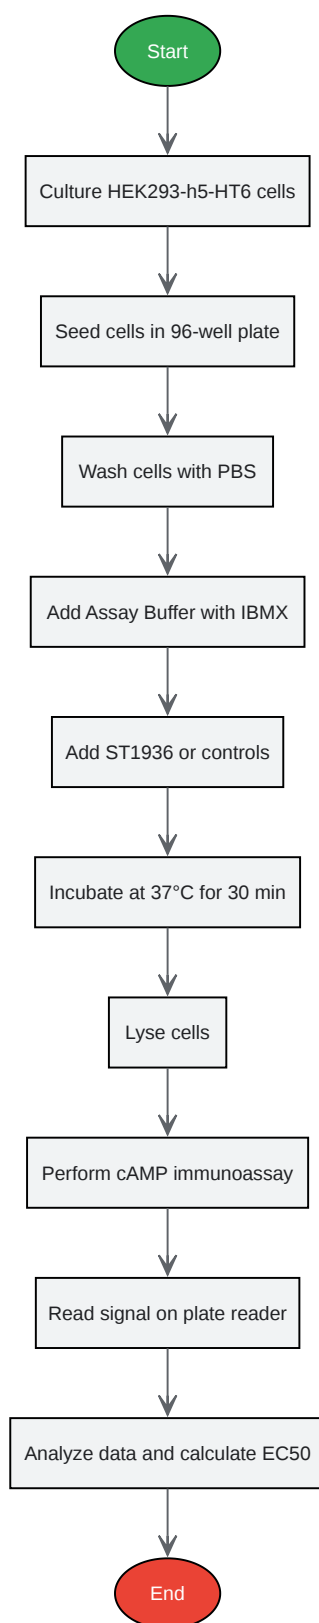 Start
Culture HEK293-h5-HT6 cells
Seed cells in 96-well plate
Wash cells with PBS
Add Assay Buffer with IBMX
Add ST1936 or controls
Incubate at 37°C for 30 min
Lyse cells
Perform cAMP immunoassay
Read signal on plate reader
Analyze data and calculate EC50
End